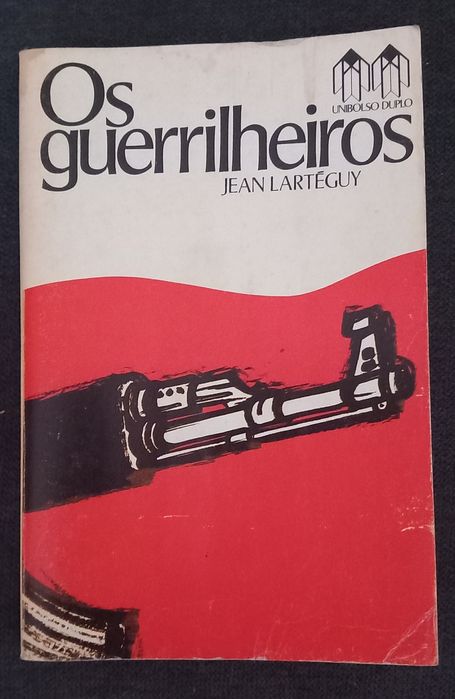 Os
guerrilheiros
UNIBOLSO DUPLO
JEAN LARTÉGUY